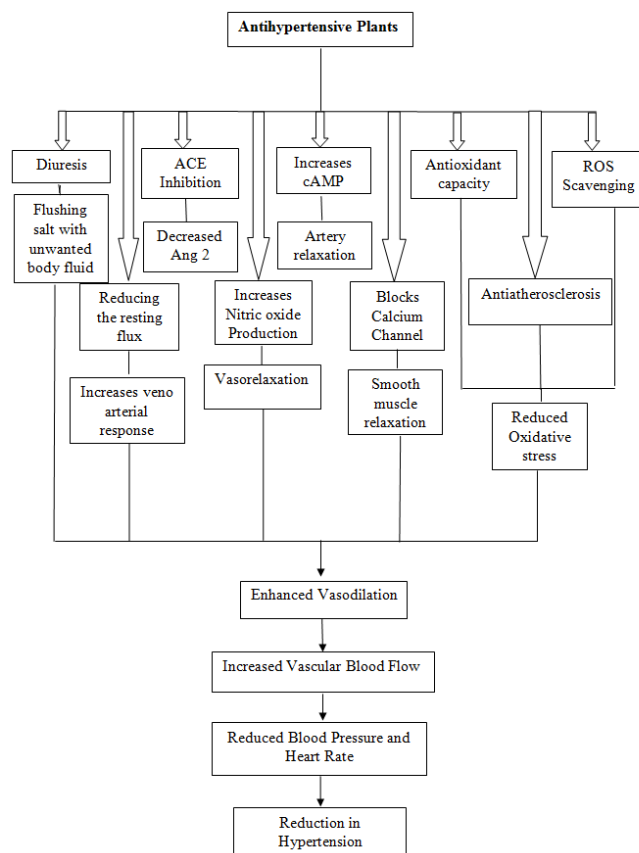 Antihypertensive Plants
Diuresis
ACE
Inhibition
Increases
cAMP
Antioxidant
capacity
ROS
Scavenging
Flushing
salt with
unwanted
body fluid
Decreased
Ang 2
Artery
relaxation
Reducing
the resting
flux
Increases
Nitric oxide
Production
Blocks
Calcium
Channel
Antiatherosclerosis
Increases veno
arterial
response
Vasorelaxation
Smooth
muscle
relaxation
Reduced
Oxidative
stress
Enhanced Vasodilation
Increased Vascular Blood Flow
Reduced Blood Pressure and
Heart Rate
Reduction in
Hypertension